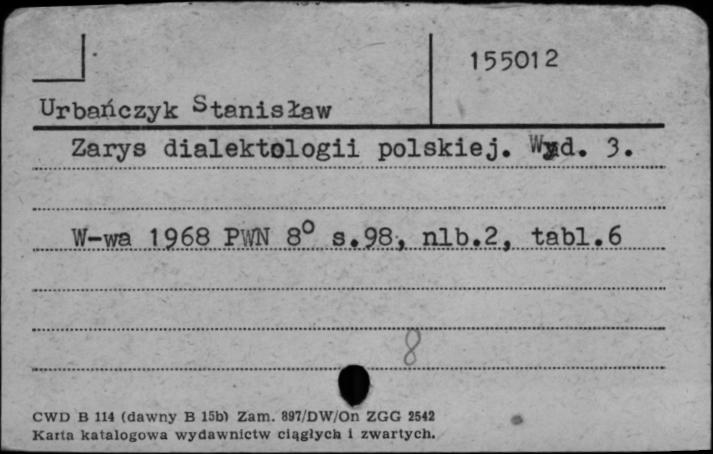 155012
Urbańczyk Stanisław
Zarys dialektologii polskiej. Wyd. 3.
W-wa 1968 PWN 8° s.98, nlb.2, tabl.6
8
CWD B 114 (dawny B 15b) Zam. 897/DW/On ZGG 2542
Karta katalogowa wydawnictw ciągłych i zwartych.